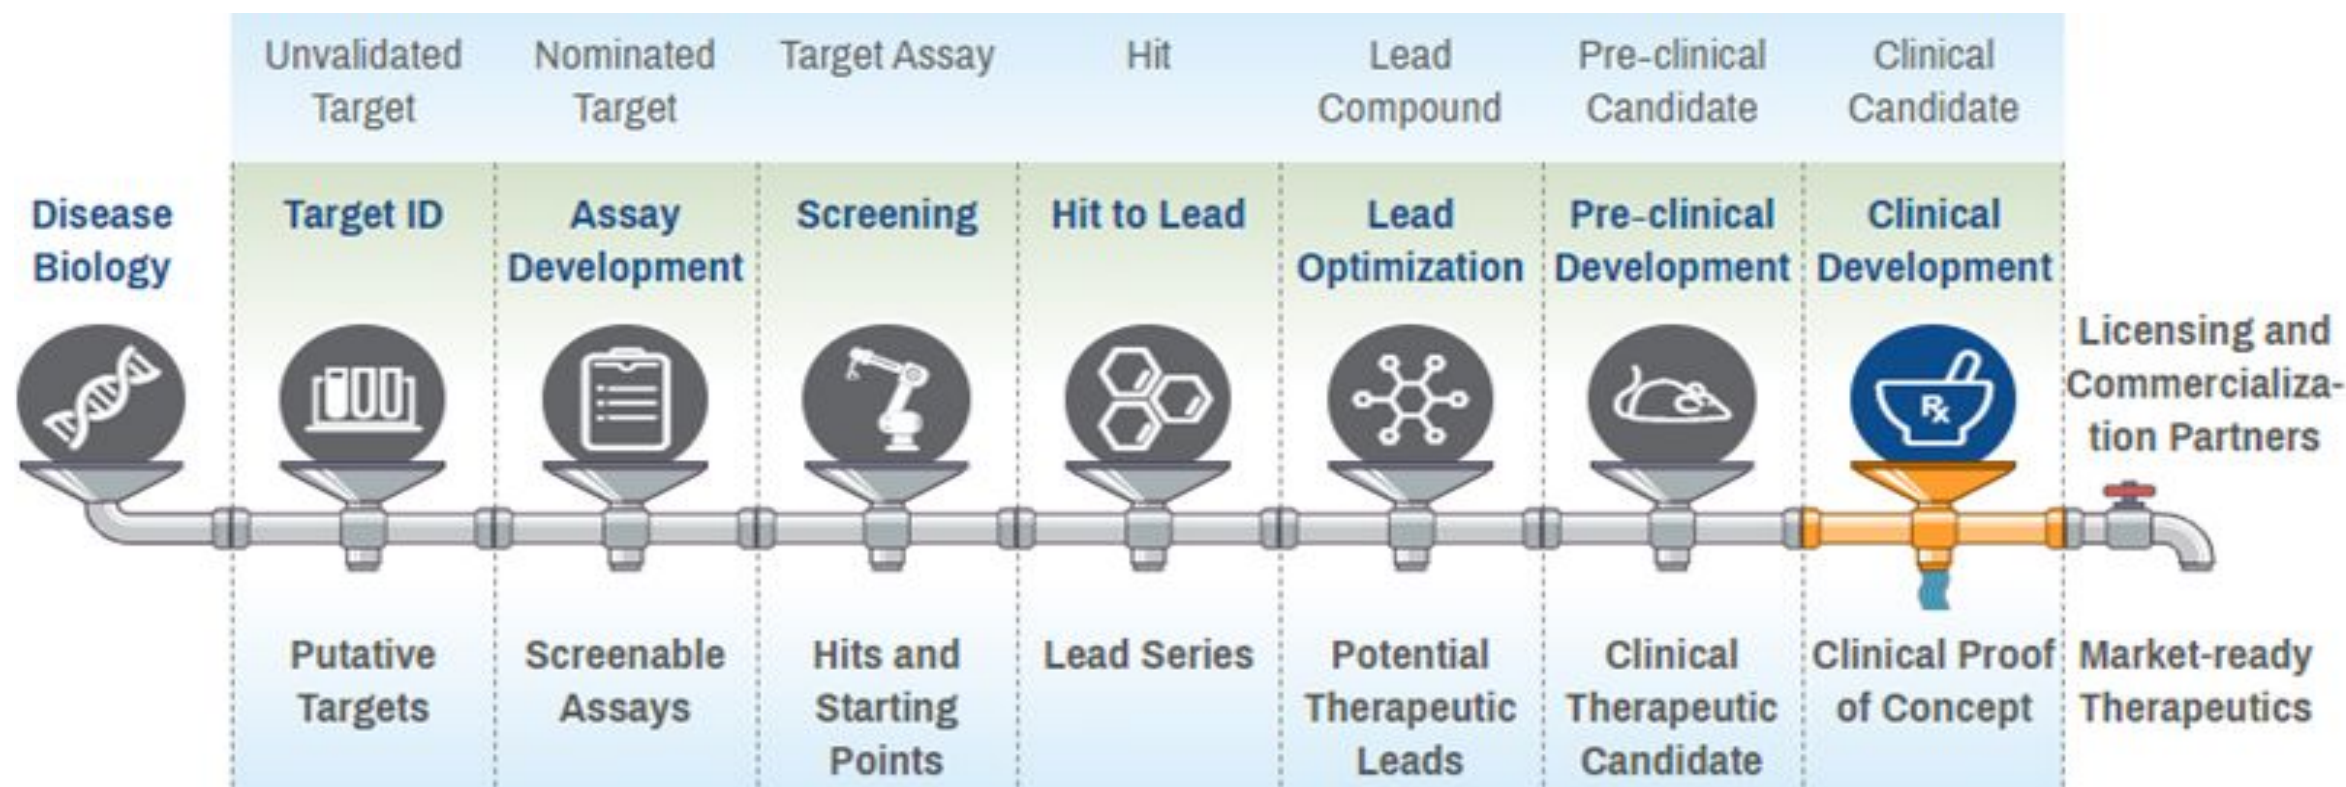 Unvalidated
Target
Nominated
Target
Target Assay
Hit
Lead
Compound
Pre-clinical
Candidate
Clinical
Candidate
Disease
Biology
Target ID
Assay
Development
Screening
Hit to Lead
Lead
Optimization
Pre-clinical
Development
Clinical
Development
Licensing and
Commercializa-
tion Partners
Rx
Putative
Targets
Screenable
Assays
Hits and
Starting
Points
Lead Series
Potential
Therapeutic
Leads
Clinical
Therapeutic
Candidate
Clinical Proof
of Concept
Market-ready
Therapeutics